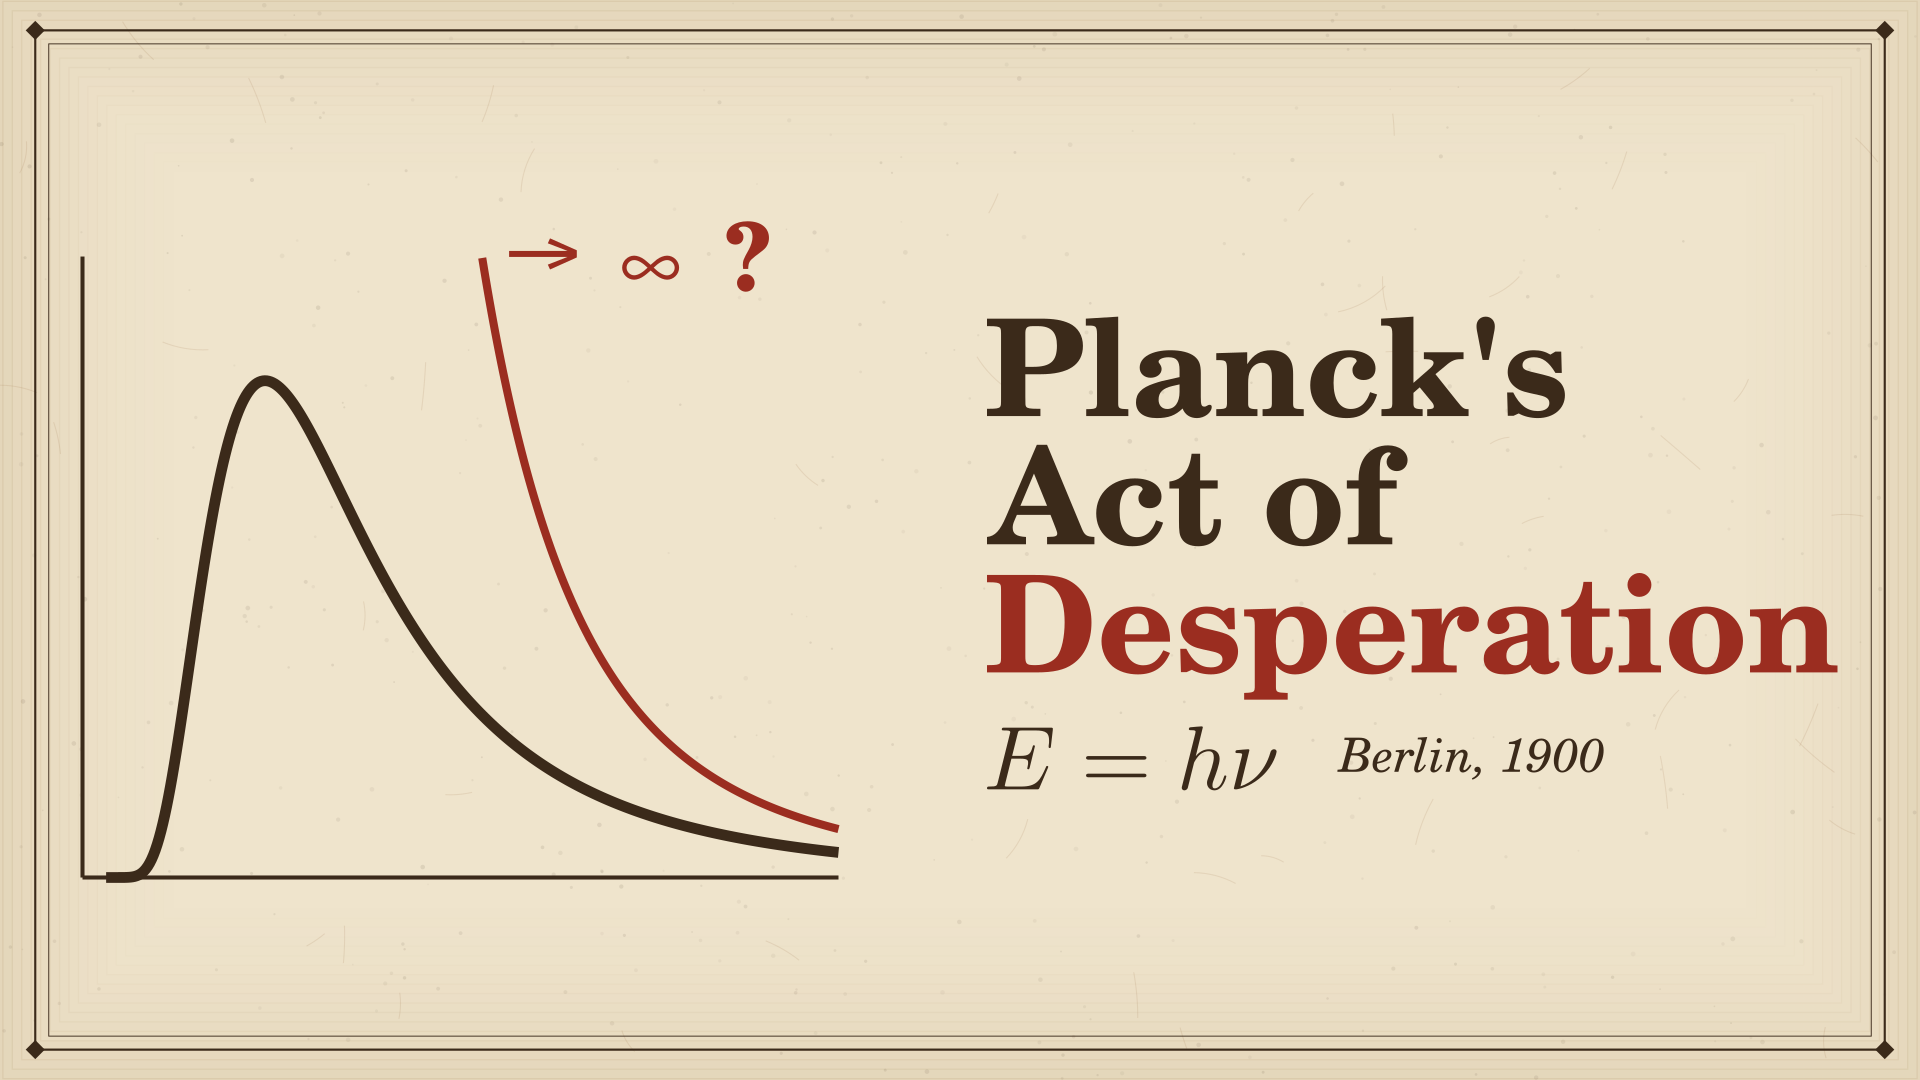 → ∞ ?
Planck's
Act of
Desperation
E = hν Berlin, 1900